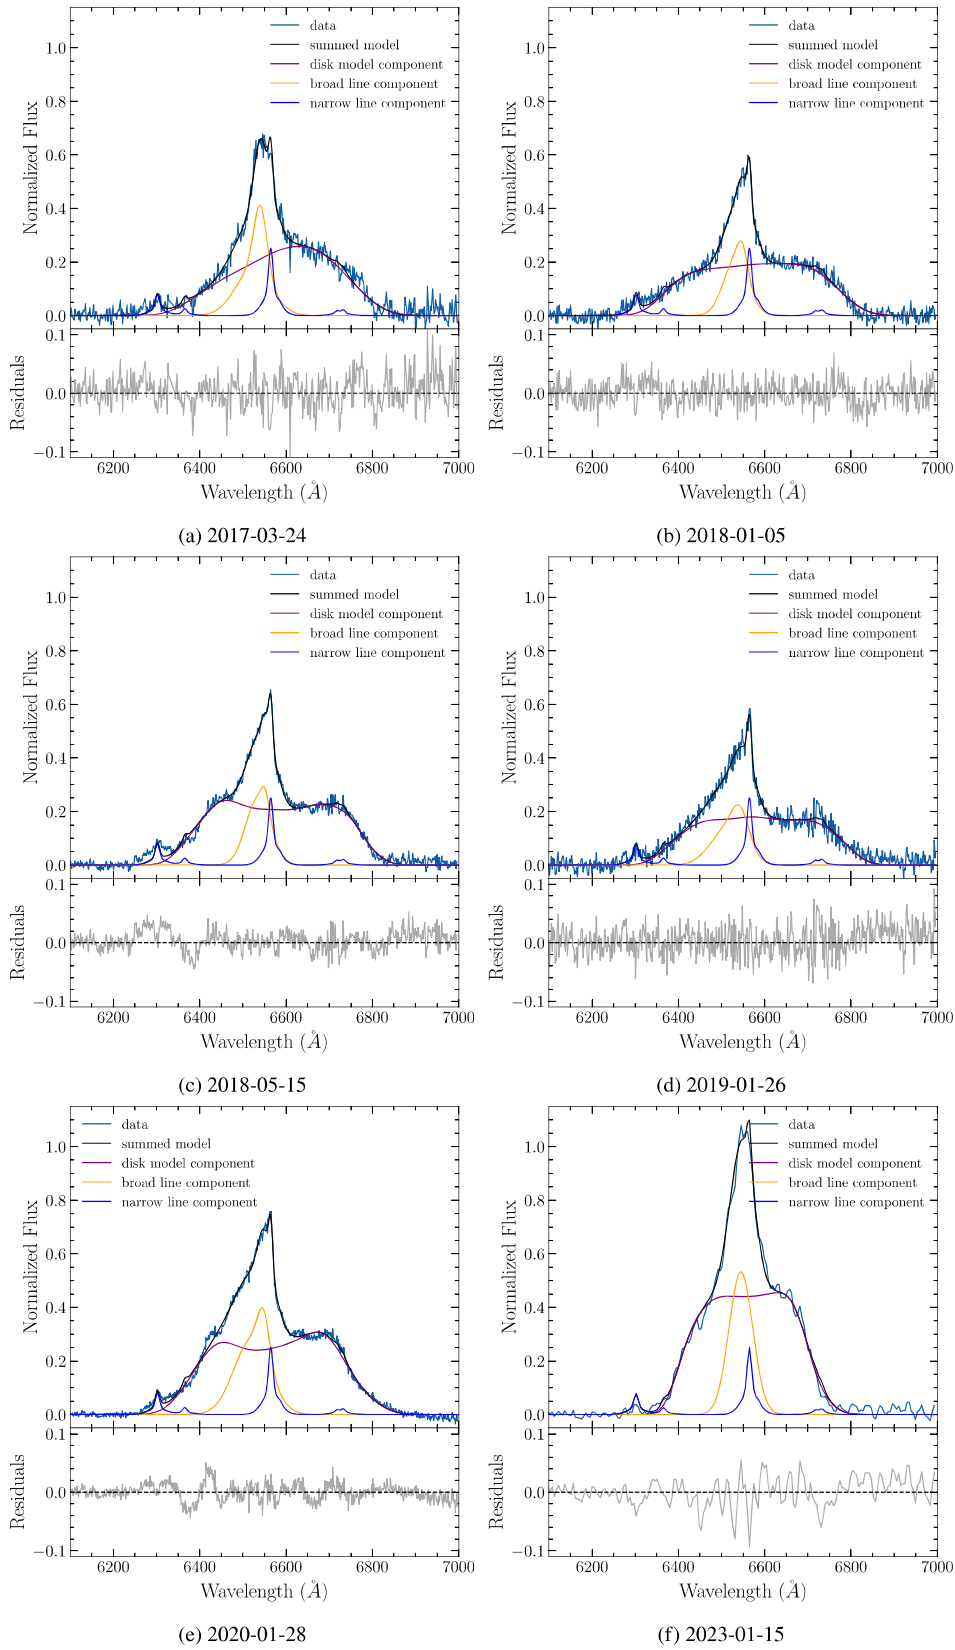 data
summed model
disk model component
broad line component
narrow line component
1.0
0.8
0.6
0.4
0.2
0.0
Normalized Flux
0.1
0.0
−0.1
Residuals
6200 6400 6600 6800 7000
Wavelength (Å)
(a) 2017-03-24
data
summed model
disk model component
broad line component
narrow line component
1.0
0.8
0.6
0.4
0.2
0.0
Normalized Flux
0.1
0.0
−0.1
Residuals
6200 6400 6600 6800 7000
Wavelength (Å)
(b) 2018-01-05
data
summed model
disk model component
broad line component
narrow line component
1.0
0.8
0.6
0.4
0.2
0.0
Normalized Flux
0.1
0.0
−0.1
Residuals
6200 6400 6600 6800 7000
Wavelength (Å)
(c) 2018-05-15
data
summed model
disk model component
broad line component
narrow line component
1.0
0.8
0.6
0.4
0.2
0.0
Normalized Flux
0.1
0.0
−0.1
Residuals
6200 6400 6600 6800 7000
Wavelength (Å)
(d) 2019-01-26
data
summed model
disk model component
broad line component
narrow line component
1.0
0.8
0.6
0.4
0.2
0.0
Normalized Flux
0.1
0.0
−0.1
Residuals
6200 6400 6600 6800 7000
Wavelength (Å)
(e) 2020-01-28
data
summed model
disk model component
broad line component
narrow line component
1.0
0.8
0.6
0.4
0.2
0.0
Normalized Flux
0.1
0.0
−0.1
Residuals
6200 6400 6600 6800 7000
Wavelength (Å)
(f) 2023-01-15